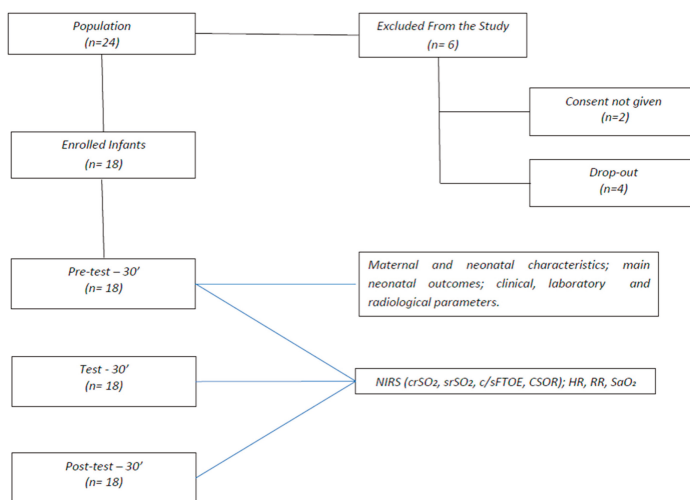 Population
(n=24)
Excluded From the Study
(n= 6)
Consent not given
(n=2)
Enrolled Infants
(n= 18)
Drop-out
(n=4)
Pre-test – 30’
(n= 18)
Maternal and neonatal characteristics; main
neonatal outcomes; clinical, laboratory and
radiological parameters.
Test - 30’
(n= 18)
NIRS (crSO₂, srSO₂, c/sFTOE, CSOR); HR, RR, SaO₂
Post-test – 30’
(n= 18)